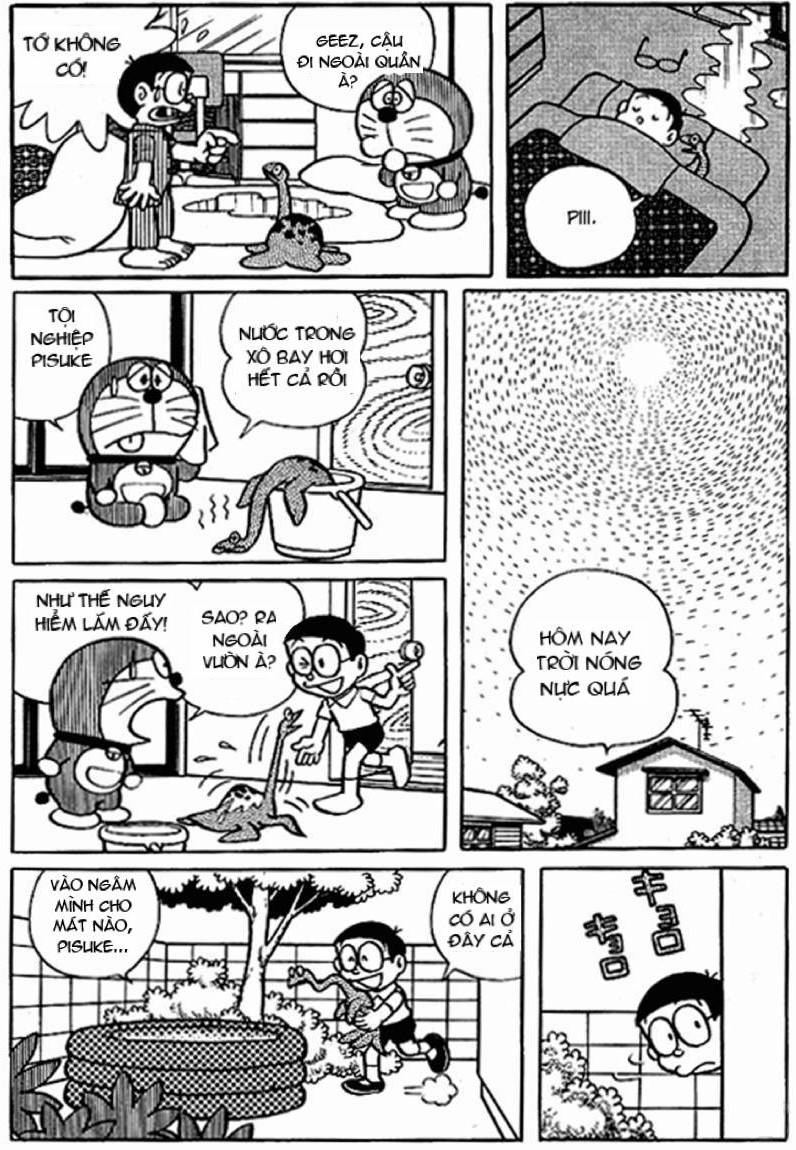 PIII.
GEEZ, CẬU
ĐI NGOÀI QUẦN
À?
TỚ KHÔNG
CÓ!
HÔM NAY
TRỜI NÓNG
NỰC QUÁ
NƯỚC TRONG
XÔ BAY HƠI
HẾT CẢ RỒI
TỘI
NGHIỆP
PISUKE
SAO? RA
NGOÀI
VƯỜN À?
NHƯ THẾ NGUY
HIỂM LẮM ĐẤY!
キョロ
キョロ
KHÔNG
CÓ AI Ở
ĐÂY CẢ
VÀO NGÂM
MÌNH CHO
MÁT NÀO,
PISUKE...